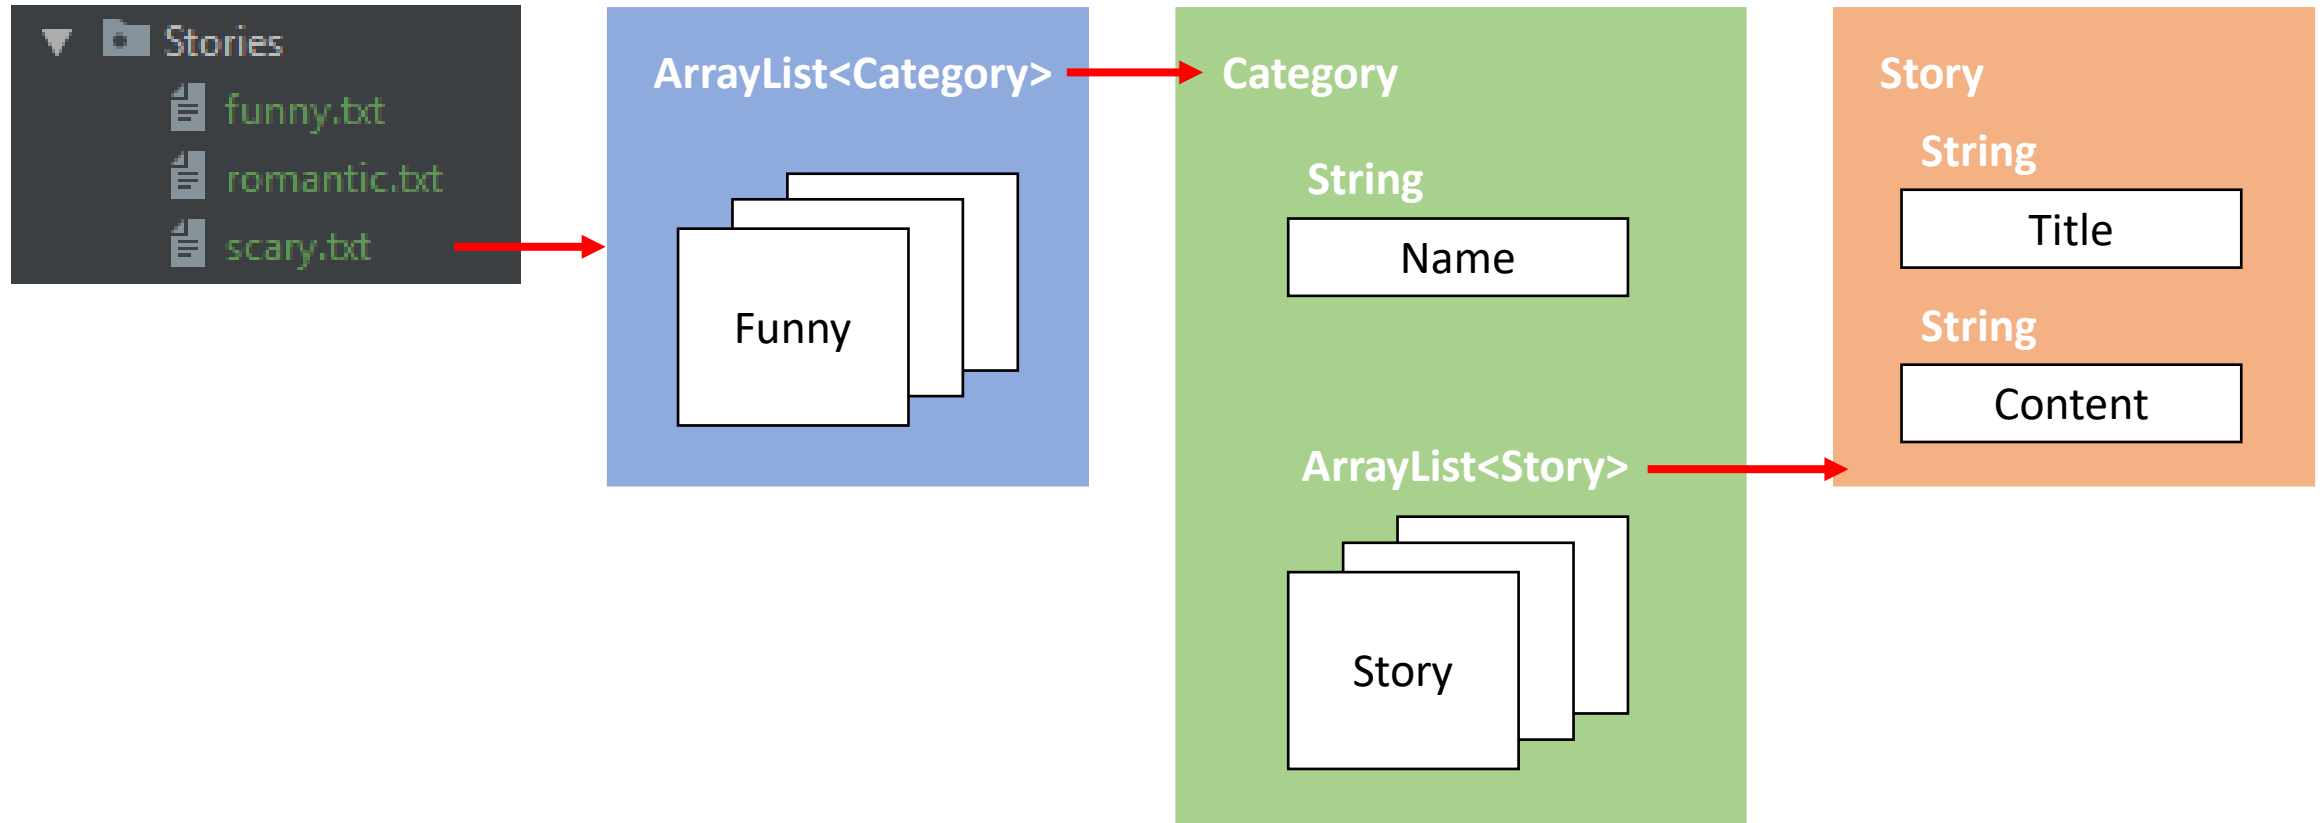 Stories
funny.txt
romantic.txt
scary.txt
ArrayList<Category>
Funny
Category
String
Name
ArrayList<Story>
Story
Story
String
Title
String
Content